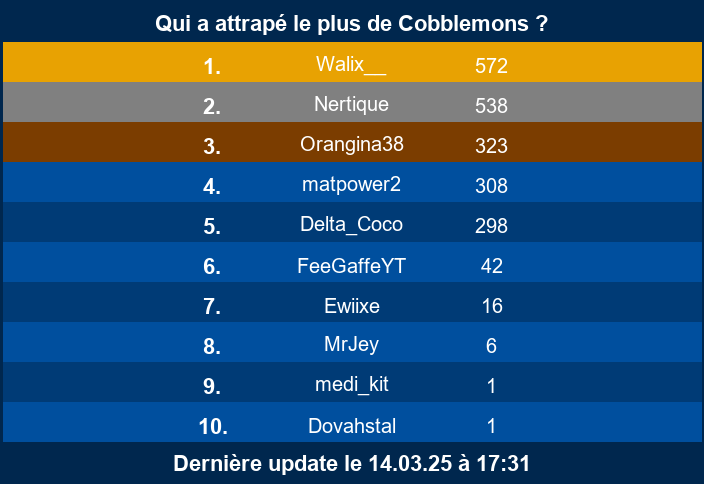 Qui a attrapé le plus de Cobblemons ?
1. Walix__ 572
2. Nertique 538
3. Orangina38 323
4. matpower2 308
5. Delta_Coco 298
6. FeeGaffeYT 42
7. Ewiixe 16
8. MrJey 6
9. medi_kit 1
10. Dovahstal 1
Dernière update le 14.03.25 à 17:31